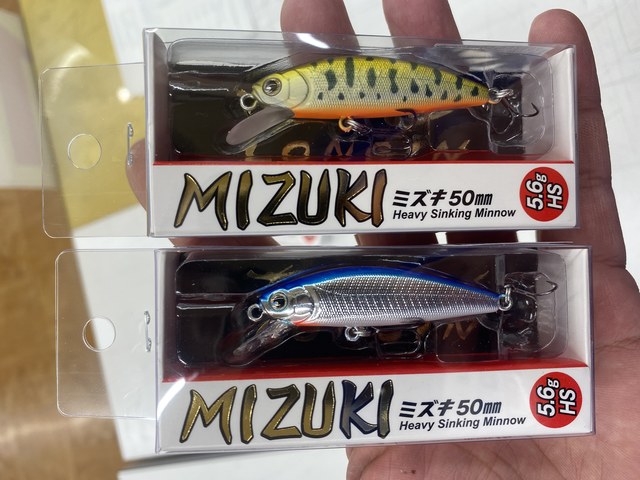 MIZUKI
ミズキ50mm
Heavy Sinking Minnow
5.6g
HS
MIZUKI
ミズキ50mm
Heavy Sinking Minnow
5.6g
HS